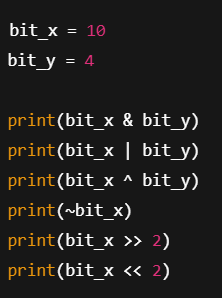 bit_x = 10
bit_y = 4
print(bit_x & bit_y)
print(bit_x | bit_y)
print(bit_x ^ bit_y)
print(~bit_x)
print(bit_x >> 2)
print(bit_x << 2)